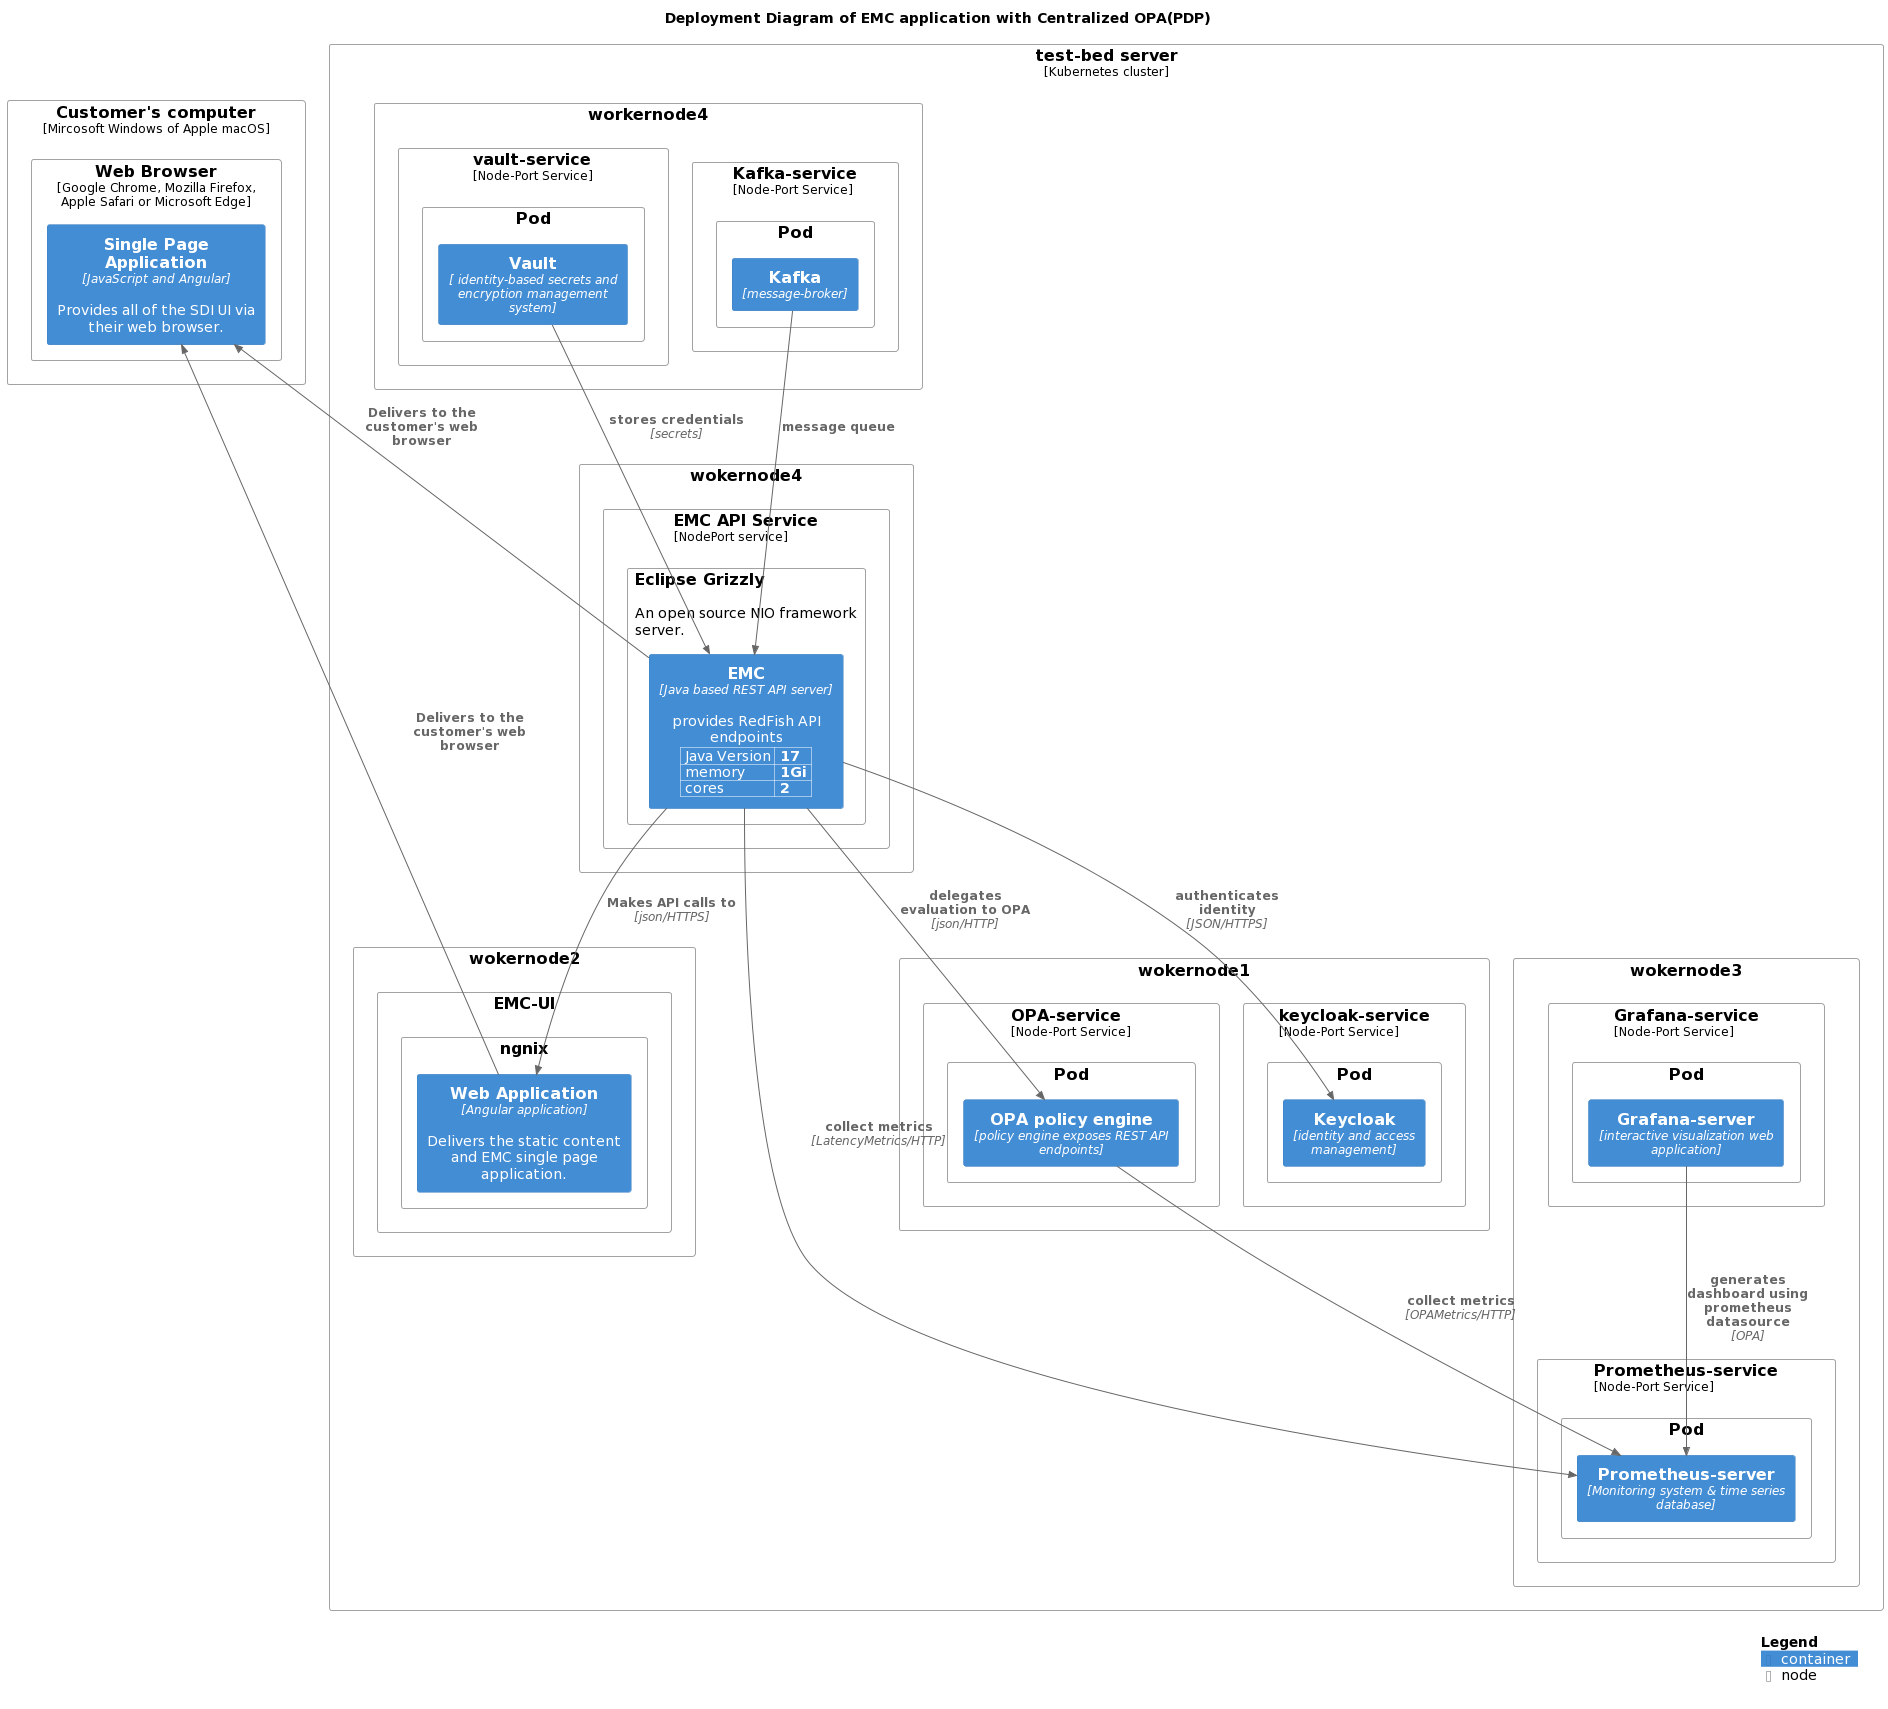 Deployment Diagram of EMC application with Centralized OPA(PDP)
test-bed server
[Kubernetes cluster]
Customer's computer
[Mircosoft Windows of Apple macOS]
Web Browser
[Google Chrome, Mozilla Firefox,
Apple Safari or Microsoft Edge]
Single Page
Application
[JavaScript and Angular]
Provides all of the SDI UI via
their web browser.
workernode4
vault-service
[Node-Port Service]
Pod
Vault
[ identity-based secrets and
encryption management
system]
Kafka-service
[Node-Port Service]
Pod
Kafka
[message-broker]
Delivers to the
customer's web
browser
stores credentials
[secrets]
message queue
wokernode4
EMC API Service
[NodePort service]
Eclipse Grizzly
An open source NIO framework
server.
EMC
[Java based REST API server]
provides RedFish API
endpoints
Java Version 17
memory 1Gi
cores 2
Delivers to the
customer's web
browser
Makes API calls to
[json/HTTPS]
delegates
evaluation to OPA
[json/HTTP]
authenticates
identity
[JSON/HTTPS]
wokernode2
EMC-UI
ngnix
Web Application
[Angular application]
Delivers the static content
and EMC single page
application.
collect metrics
[LatencyMetrics/HTTP]
wokernode1
OPA-service
[Node-Port Service]
Pod
OPA policy engine
[policy engine exposes REST API
endpoints]
keycloak-service
[Node-Port Service]
Pod
Keycloak
[identity and access
management]
wokernode3
Grafana-service
[Node-Port Service]
Pod
Grafana-server
[interactive visualization web
application]
collect metrics
[OPAMetrics/HTTP]
generates
dashboard using
prometheus
datasource
[OPA]
Prometheus-service
[Node-Port Service]
Pod
Prometheus-server
[Monitoring system & time series
database]
Legend
container
node